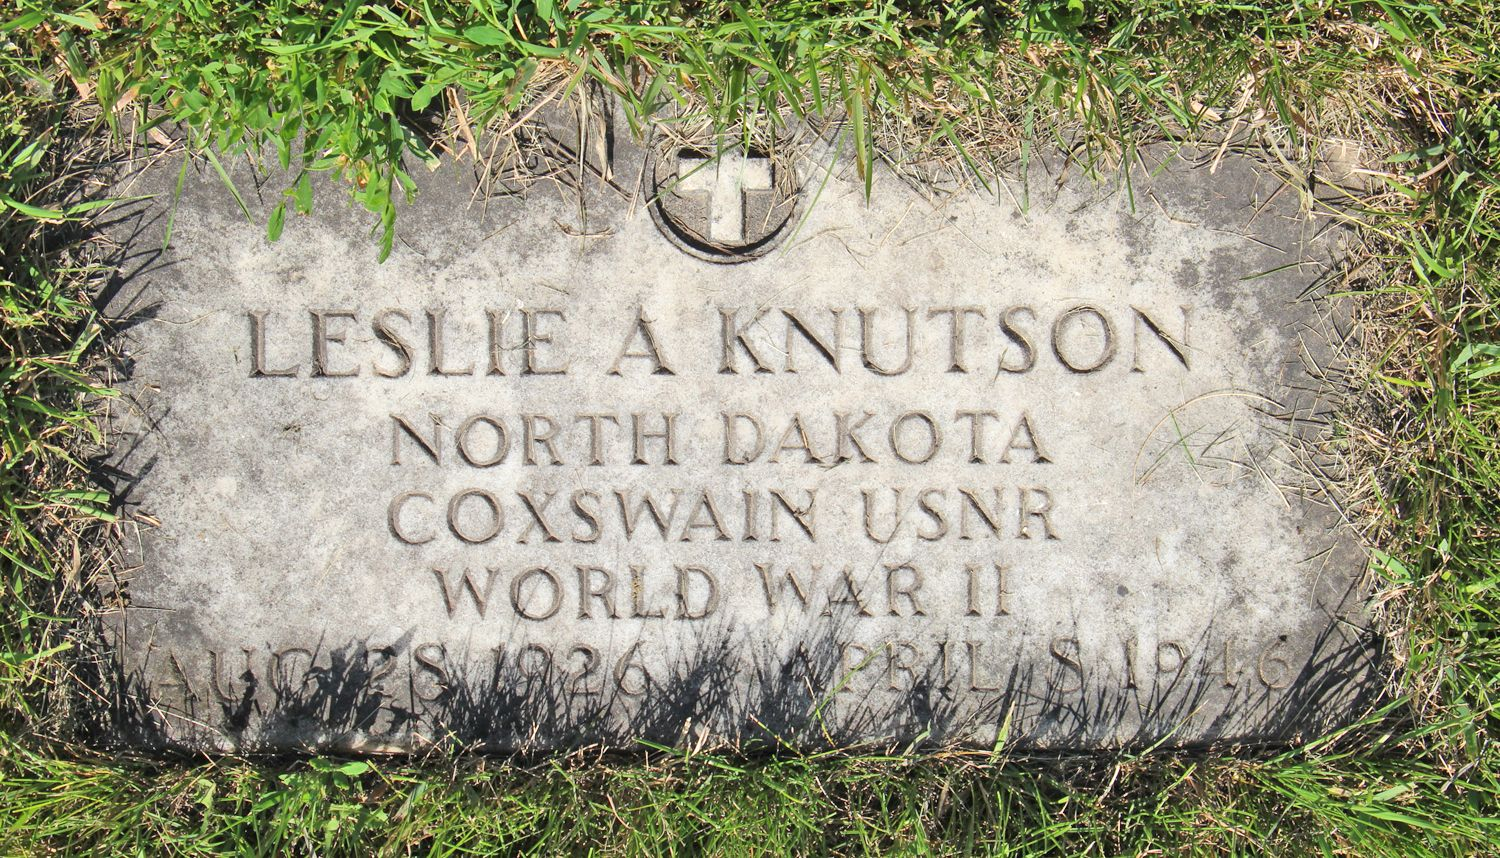 LESLIE A KNUTSON
NORTH DAKOTA
COXSWAIN USNR
WORLD WAR II
AUG 28 1926 APRIL 8 1946